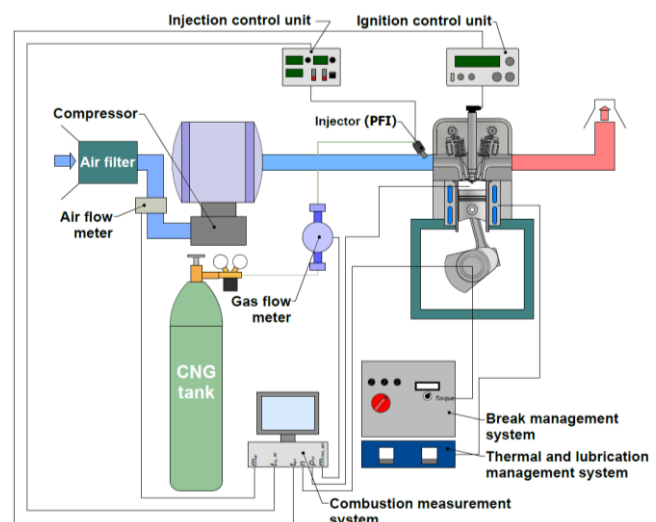 Injection control unit
Ignition control unit
Compressor
Injector (PFI)
Air filter
Air flow
meter
Gas flow
meter
CNG
tank
Torque
Break management
system
Thermal and lubrication
management system
Combustion measurement
system